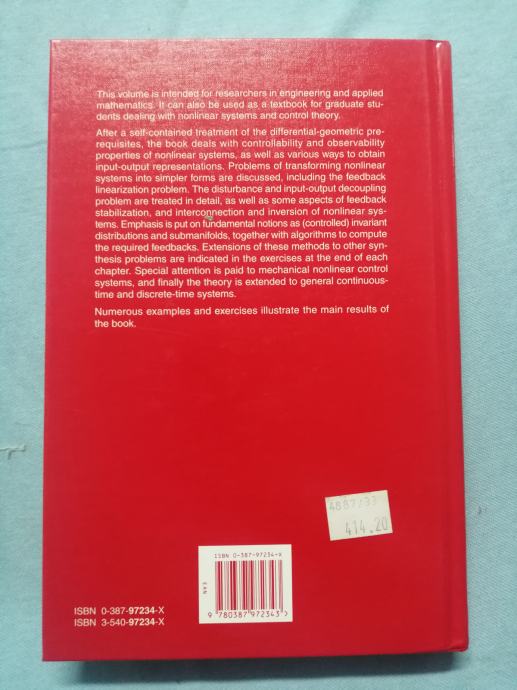 This volume is intended for researchers in engineering and applied
mathematics. It can also be used as a textbook for graduate stu-
dents dealing with nonlinear systems and control theory.
After a self-contained treatment of the differential-geometric pre-
requisites, the book deals with controllability and observability
properties of nonlinear systems, as well as various ways to obtain
input-output representations. Problems of transforming nonlinear
systems into simpler forms are discussed, including the feedback
linearization problem. The disturbance and input-output decoupling
problem are treated in detail, as well as some aspects of feedback
stabilization, and interconnection and inversion of nonlinear sys-
tems. Emphasis is put on fundamental notions as (controlled) invariant
distributions and submanifolds, together with algorithms to compute
the required feedbacks. Extensions of these methods to other syn-
thesis problems are indicated in the exercises at the end of each
chapter. Special attention is paid to mechanical nonlinear control
systems, and finally the theory is extended to general continuous-
time and discrete-time systems.
Numerous examples and exercises illustrate the main results of
the book.
414.20
ISBN 0-387-97234-X
EAN
9 780387 972343 >
ISBN 0-387-97234-X
ISBN 3-540-97234-X